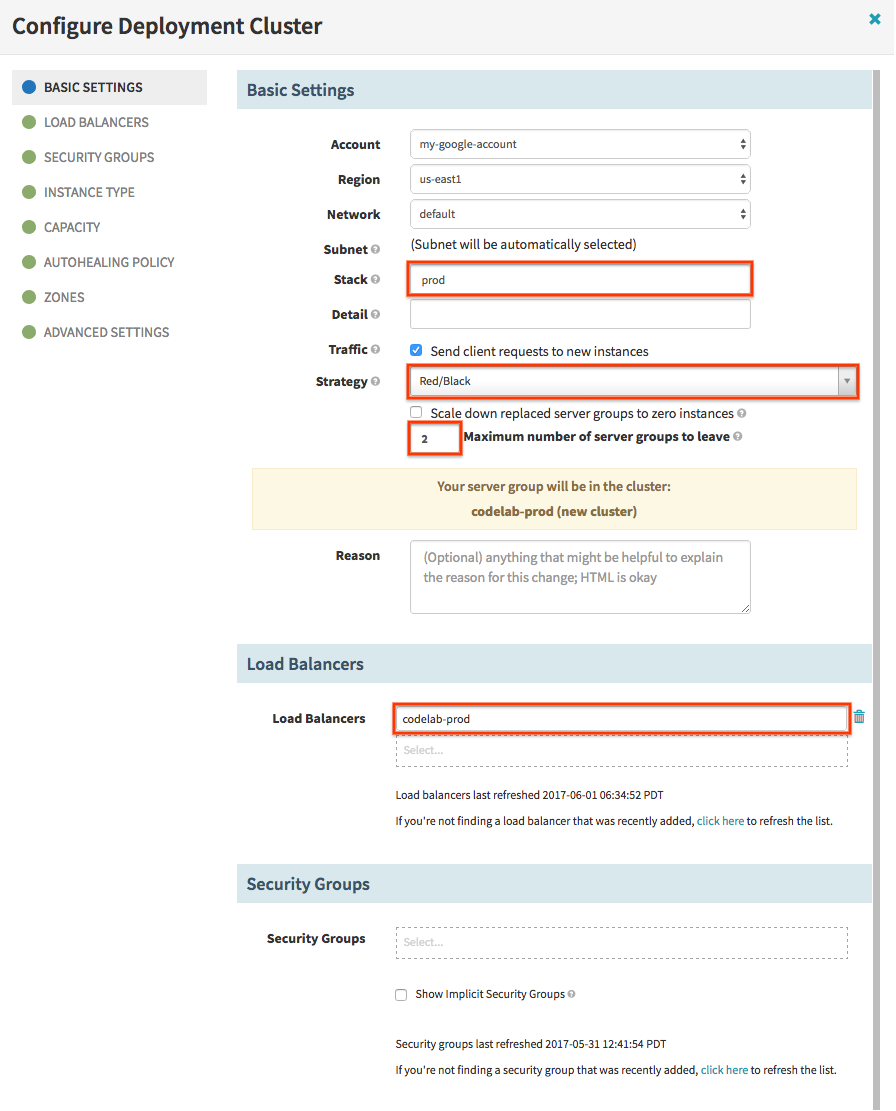 Configure Deployment Cluster
BASIC SETTINGS
LOAD BALANCERS
SECURITY GROUPS
INSTANCE TYPE
CAPACITY
AUTOHEALING POLICY
ZONES
ADVANCED SETTINGS
Basic Settings
Account my-google-account
Region us-east1
Network default
Subnet (Subnet will be automatically selected)
Stack prod
Detail
Traffic Send client requests to new instances
Strategy Red/Black
Scale down replaced server groups to zero instances
2 Maximum number of server groups to leave
Your server group will be in the cluster:
codelab-prod (new cluster)
Reason (Optional) anything that might be helpful to explain
the reason for this change; HTML is okay
Load Balancers
Load Balancers codelab-prod
Select...
Load balancers last refreshed 2017-06-01 06:34:52 PDT
If you're not finding a load balancer that was recently added, click here to refresh the list.
Security Groups
Security Groups Select...
Show Implicit Security Groups
Security groups last refreshed 2017-05-31 12:41:54 PDT
If you're not finding a security group that was recently added, click here to refresh the list.